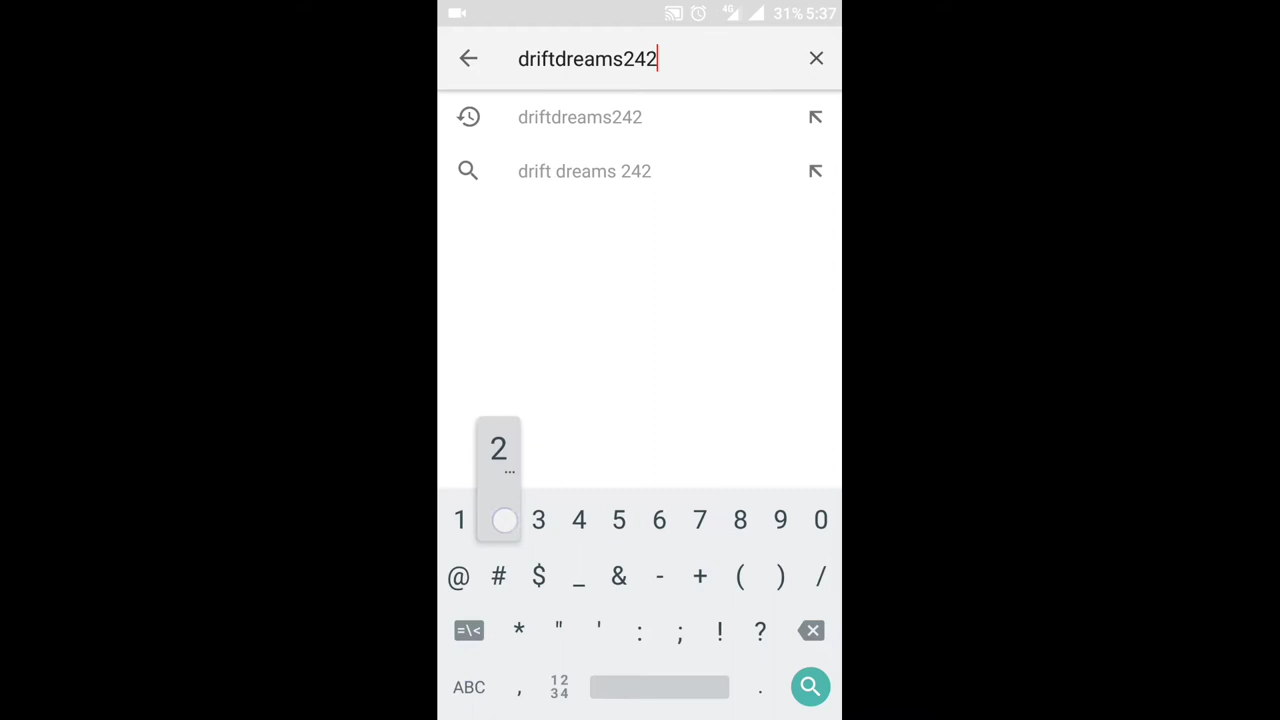 4G 31% 5:37
driftdreams242
driftdreams242
drift dreams 242
2
...
1 3 4 5 6 7 8 9 0
@ # $ _ & - + ( ) /
=\< * " ' : ; ! ?
ABC , 12 34 .